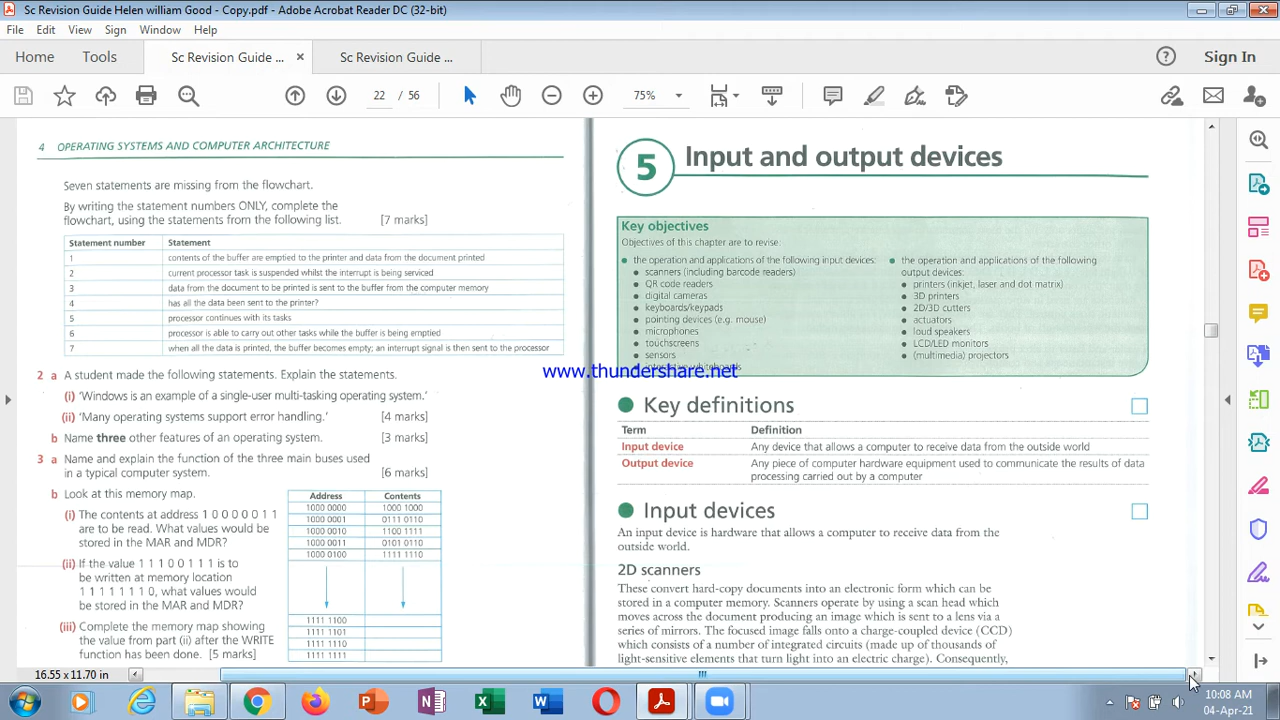 Sc Revision Guide Helen william Good - Copy.pdf - Adobe Acrobat Reader DC (32-bit)
File Edit View Sign Window Help
Home Tools Sc Revision Guide ... × Sc Revision Guide ... Sign In
22 / 56 75%
4 OPERATING SYSTEMS AND COMPUTER ARCHITECTURE
Seven statements are missing from the flowchart.
By writing the statement numbers ONLY, complete the
flowchart, using the statements from the following list. [7 marks]
Statement number Statement
1 contents of the buffer are emptied to the printer and data from the document printed
2 current processor task is suspended whilst the interrupt is being serviced
3 data from the document to be printed is sent to the buffer from the computer memory
4 has all the data been sent to the printer?
5 processor continues with its tasks
6 processor is able to carry out other tasks while the buffer is being emptied
7 when all the data is printed, the buffer becomes empty; an interrupt signal is then sent to the processor
2 a A student made the following statements. Explain the statements.
(i) 'Windows is an example of a single-user multi-tasking operating system.'
(ii) 'Many operating systems support error handling.' [4 marks]
b Name three other features of an operating system. [3 marks]
3 a Name and explain the function of the three main buses used
in a typical computer system. [6 marks]
b Look at this memory map.
(i) The contents at address 1 0 0 0 0 0 1 1
are to be read. What values would be
stored in the MAR and MDR?
(ii) If the value 1 1 1 0 0 1 1 1 is to
be written at memory location
1 1 1 1 1 1 1 0, what values would
be stored in the MAR and MDR?
(iii) Complete the memory map showing
the value from part (ii) after the WRITE
function has been done. [5 marks]
Address Contents
1000 0000 1000 1000
1000 0001 0111 0110
1000 0010 1100 1111
1000 0011 0101 0110
1000 0100 1111 1110
1111 1100
1111 1101
1111 1110
1111 1111
5 Input and output devices
Key objectives
Objectives of this chapter are to revise:
● the operation and applications of the following input devices:
● scanners (including barcode readers)
● QR code readers
● digital cameras
● keyboards/keypads
● pointing devices (e.g. mouse)
● microphones
● touchscreens
● sensors
● the operation and applications of the following
output devices:
● printers (inkjet, laser and dot matrix)
● 3D printers
● 2D/3D cutters
● actuators
● loud speakers
● LCD/LED monitors
● (multimedia) projectors
www.thundershare.net
Key definitions
Term Definition
Input device Any device that allows a computer to receive data from the outside world
Output device Any piece of computer hardware equipment used to communicate the results of data
processing carried out by a computer
Input devices
An input device is hardware that allows a computer to receive data from the
outside world.
2D scanners
These convert hard-copy documents into an electronic form which can be
stored in a computer memory. Scanners operate by using a scan head which
moves across the document producing an image which is sent to a lens via a
series of mirrors. The focused image falls onto a charge-coupled device (CCD)
which consists of a number of integrated circuits (made up of thousands of
light-sensitive elements that turn light into an electric charge). Consequently,
16.55 x 11.70 in
10:08 AM
04-Apr-21